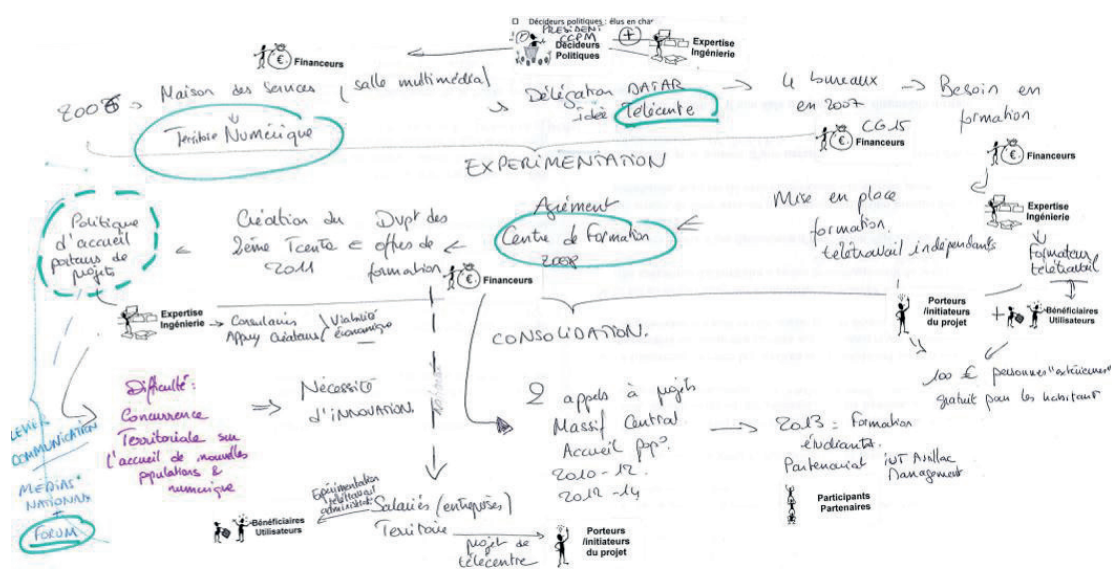 Décideurs politiques : élus en char
PRESIDENT
CCPM
Décideurs
Politiques
+
Expertise
Ingénierie
€
Financeurs
Maison des services (salle multimédia)
Territoire Numérique
Délégation DATAR
idée Télécentre
4 bureaux
en 2007
Besoin en
formation
CG15
€
Financeurs
EXPERIMENTATION
€
Financeurs
Expertise
Ingénierie
Formateur
télétravail
Mise en place
formation
télétravail indépendants
Agrément
Centre de Formation
2008
Dvpt des
offres de
formation
Création du
2ème Tcentre
2011
Politique
d'accueil
porteurs de
projets
€
Financeurs
Porteurs
/initiateurs
du projet
+
Bénéficiaires
Utilisateurs
100 € personnes "extérieures"
gratuit pour les habitants
CONSOLIDATION
Expertise
Ingénierie
Consulaires
Appuy Créateurs
Viabilité
économique
Difficulté :
Concurrence
Territoriale sur
l'accueil de nouvelles
populations &
numérique
Nécessité
d'INNOVATION
2 appels à projets
Massif Central
Accueil pop°
2010-12
2012-14
2013 : Formation
étudiants
Partenariat IUT Aurillac
Management
Participants
Partenaires
LEVIER
COMMUNICATION
MÉDIAS
NATIONAUX
+
FORUM
Expérimentation
télétravail
Salariés (entreprises)
Territoire
Bénéficiaires
Utilisateurs
projet de
télécentre
Porteurs
/initiateurs
du projet